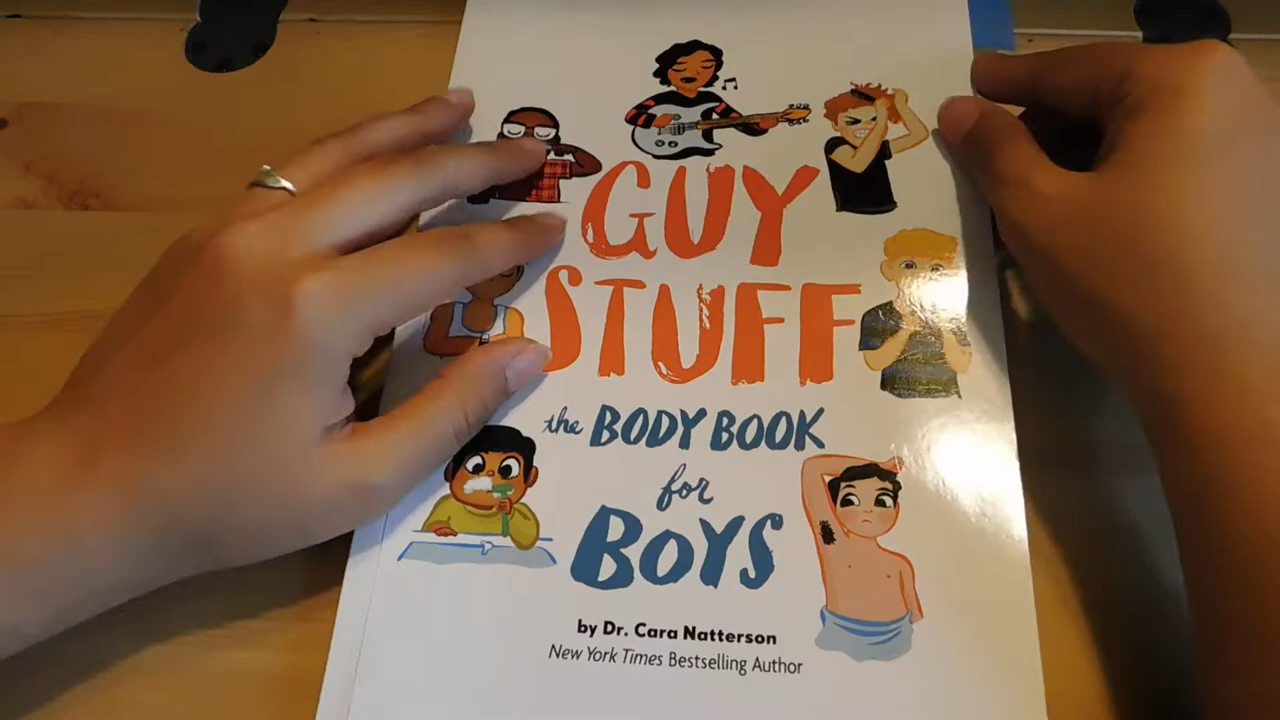 GUY
STUFF
the BODY BOOK
for
BOYS
by Dr. Cara Natterson
New York Times Bestselling Author